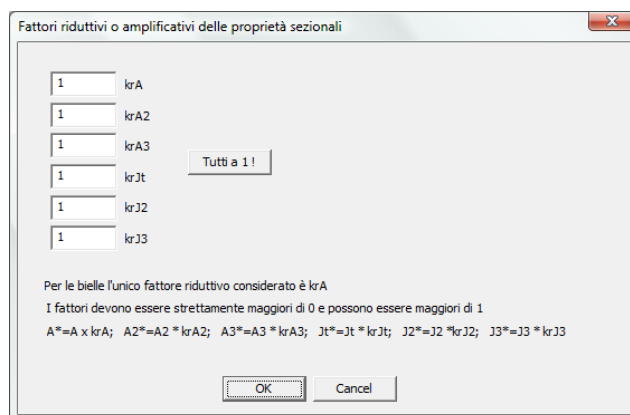 Fattori riduttivi o amplificativi delle proprietà sezionali
1 krA
1 krA2
1 krA3
Tutti a 1 !
1 krJt
1 krJ2
1 krJ3
Per le bielle l'unico fattore riduttivo considerato è krA
I fattori devono essere strettamente maggiori di 0 e possono essere maggiori di 1
A*=A x krA; A2*=A2 * krA2; A3*=A3 * krA3; Jt*=Jt * krJt; J2*=J2 *krJ2; J3*=J3 * krJ3
OK Cancel